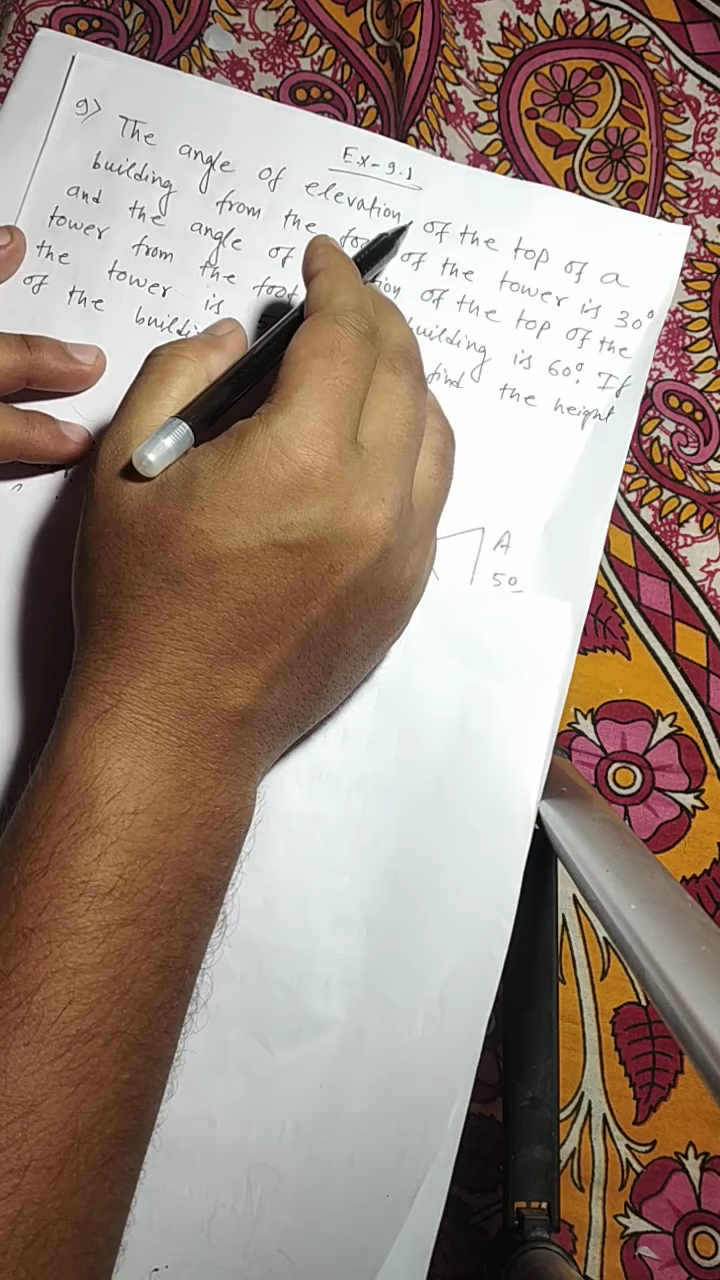 Ex- 9.1
9> The angle of elevation of the top of a
building from the of the tower is 30°
and the angle of of the top of the
tower from the foot building is 60°. If
the tower is find the height
of the
A
50